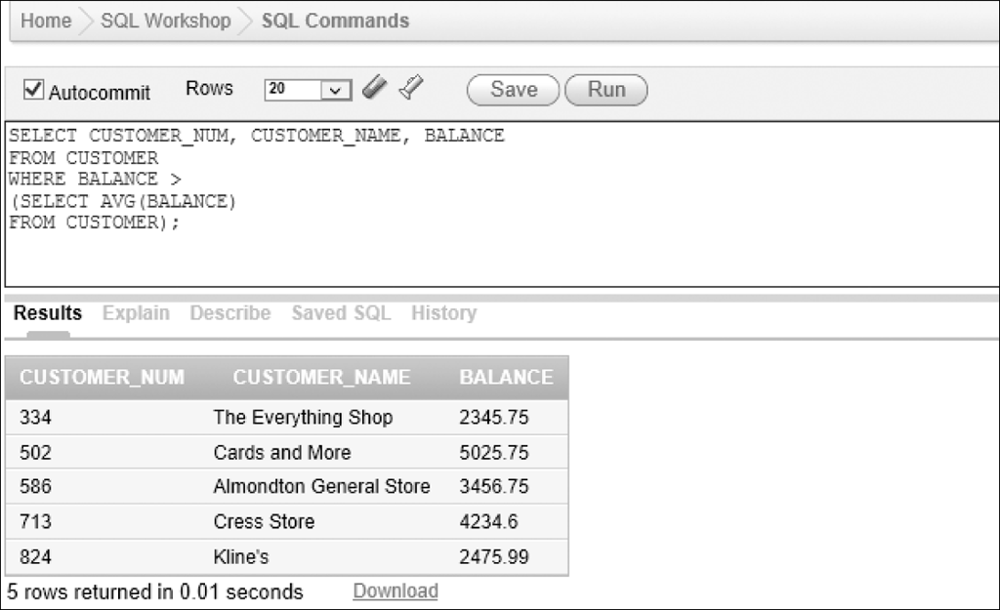 Home SQL Workshop SQL Commands
Autocommit Rows 20 Save Run
SELECT CUSTOMER_NUM, CUSTOMER_NAME, BALANCE
FROM CUSTOMER
WHERE BALANCE >
(SELECT AVG(BALANCE)
FROM CUSTOMER);
Results Explain Describe Saved SQL History
CUSTOMER_NUM CUSTOMER_NAME BALANCE
334 The Everything Shop 2345.75
502 Cards and More 5025.75
586 Almondton General Store 3456.75
713 Cress Store 4234.6
824 Kline's 2475.99
5 rows returned in 0.01 seconds Download